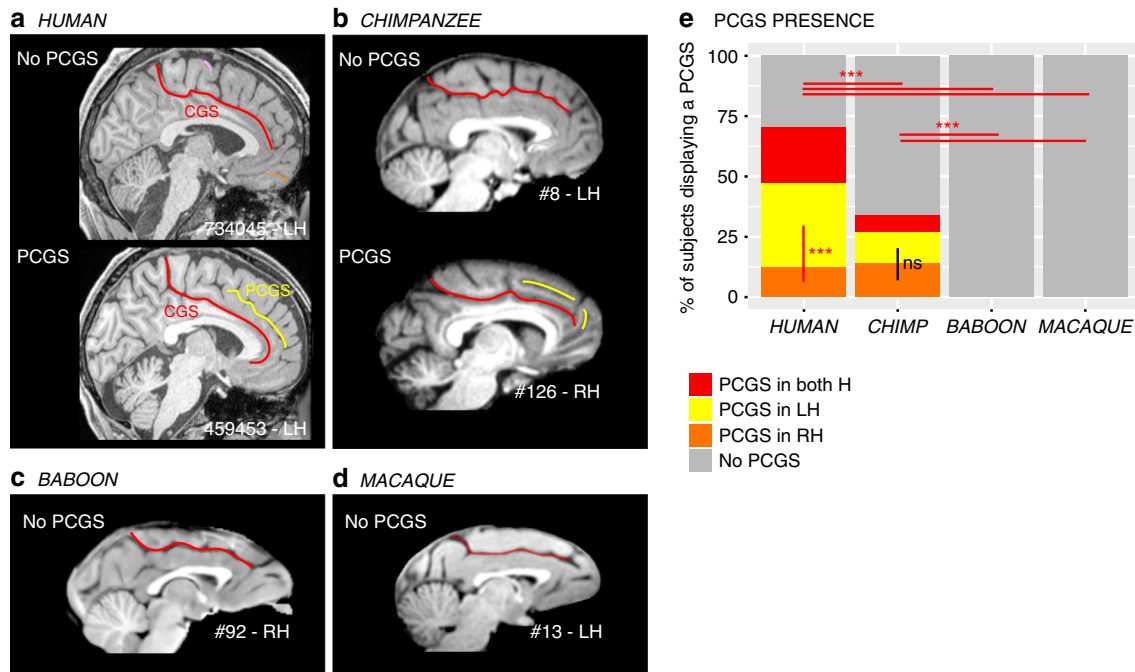 a HUMAN
No PCGS
CGS
734045 - LH
PCGS
PCGS
CGS
459453 - LH
b CHIMPANZEE
No PCGS
#8 - LH
PCGS
#126 - RH
c BABOON
No PCGS
#92 - RH
d MACAQUE
No PCGS
#13 - LH
e PCGS PRESENCE
% of subjects displaying a PCGS
100
75
50
25
0
***
***
***
ns
HUMAN CHIMP BABOON MACAQUE
PCGS in both H
PCGS in LH
PCGS in RH
No PCGS